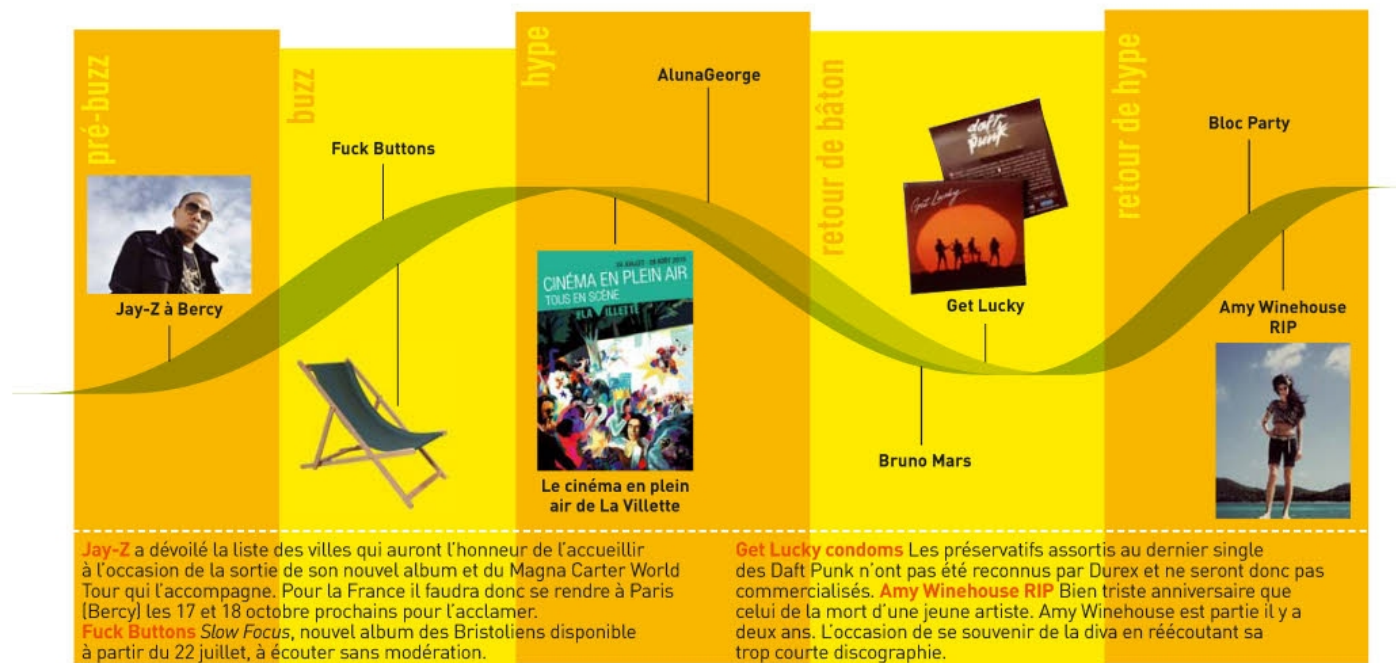 pré-buzz
buzz
hype
retour de bâton
retour de hype
Jay-Z à Bercy
Fuck Buttons
AlunaGeorge
CINÉMA EN PLEIN AIR
TOUS EN SCÈNE
LA VILLETTE
Le cinéma en plein
air de La Villette
daft
punk
Get Lucky
Get Lucky
Bruno Mars
Bloc Party
Amy Winehouse
RIP
Jay-Z a dévoilé la liste des villes qui auront l'honneur de l'accueillir
à l'occasion de la sortie de son nouvel album et du Magna Carter World
Tour qui l'accompagne. Pour la France il faudra donc se rendre à Paris
(Bercy) les 17 et 18 octobre prochains pour l'acclamer.
Fuck Buttons Slow Focus, nouvel album des Bristoliens disponible
à partir du 22 juillet, à écouter sans modération.
Get Lucky condoms Les préservatifs assortis au dernier single
des Daft Punk n'ont pas été reconnus par Durex et ne seront donc pas
commercialisés. Amy Winehouse RIP Bien triste anniversaire que
celui de la mort d'une jeune artiste. Amy Winehouse est partie il y a
deux ans. L'occasion de se souvenir de la diva en réécoutant sa
trop courte discographie.